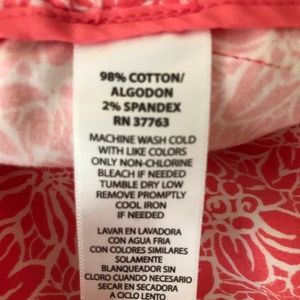 98% COTTON/
ALGODON
2% SPANDEX
RN 37763
MACHINE WASH COLD
WITH LIKE COLORS
ONLY NON-CHLORINE
BLEACH IF NEEDED
TUMBLE DRY LOW
REMOVE PROMPTLY
COOL IRON
IF NEEDED
LAVAR EN LAVADORA
CON AGUA FRIA
CON COLORES SIMILARES
SOLAMENTE
BLANQUEADOR SIN
CLORO CUANDO NECESARIO
SECAR EN SECADORA
A CICLO LENTO